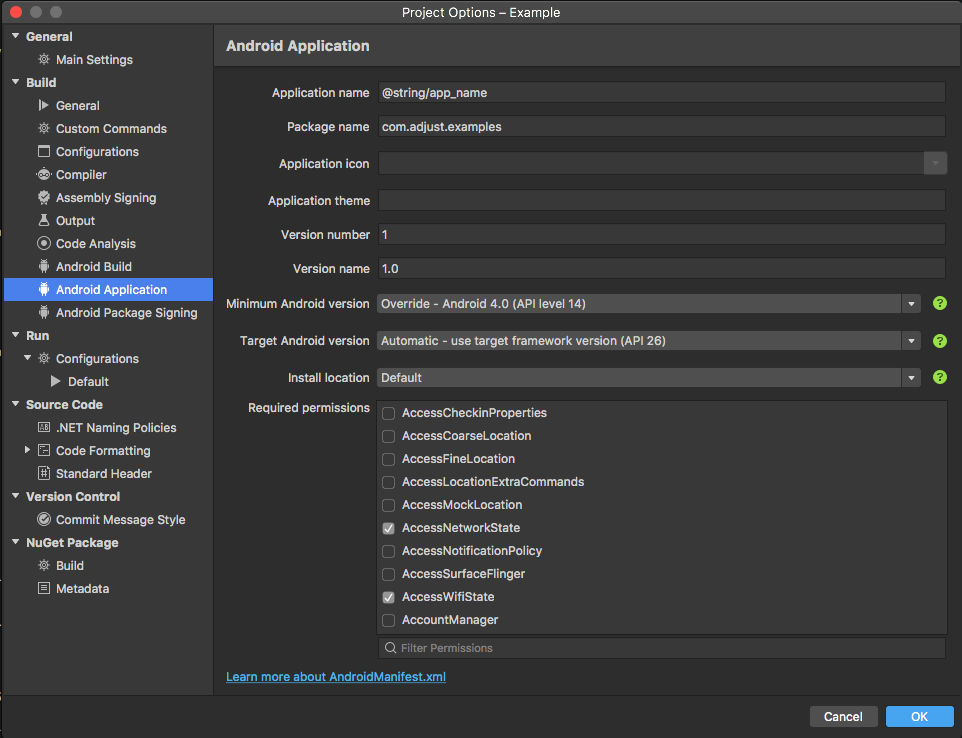 Project Options – Example
General
Main Settings
Build
General
Custom Commands
Configurations
Compiler
Assembly Signing
Output
Code Analysis
Android Build
Android Application
Android Package Signing
Run
Configurations
Default
Source Code
.NET Naming Policies
Code Formatting
Standard Header
Version Control
Commit Message Style
NuGet Package
Build
Metadata
Android Application
Application name @string/app_name
Package name com.adjust.examples
Application icon
Application theme
Version number 1
Version name 1.0
Minimum Android version Override - Android 4.0 (API level 14) ?
Target Android version Automatic - use target framework version (API 26) ?
Install location Default ?
Required permissions
AccessCheckinProperties
AccessCoarseLocation
AccessFineLocation
AccessLocationExtraCommands
AccessMockLocation
AccessNetworkState
AccessNotificationPolicy
AccessSurfaceFlinger
AccessWifiState
AccountManager
Filter Permissions
Learn more about AndroidManifest.xml
Cancel OK